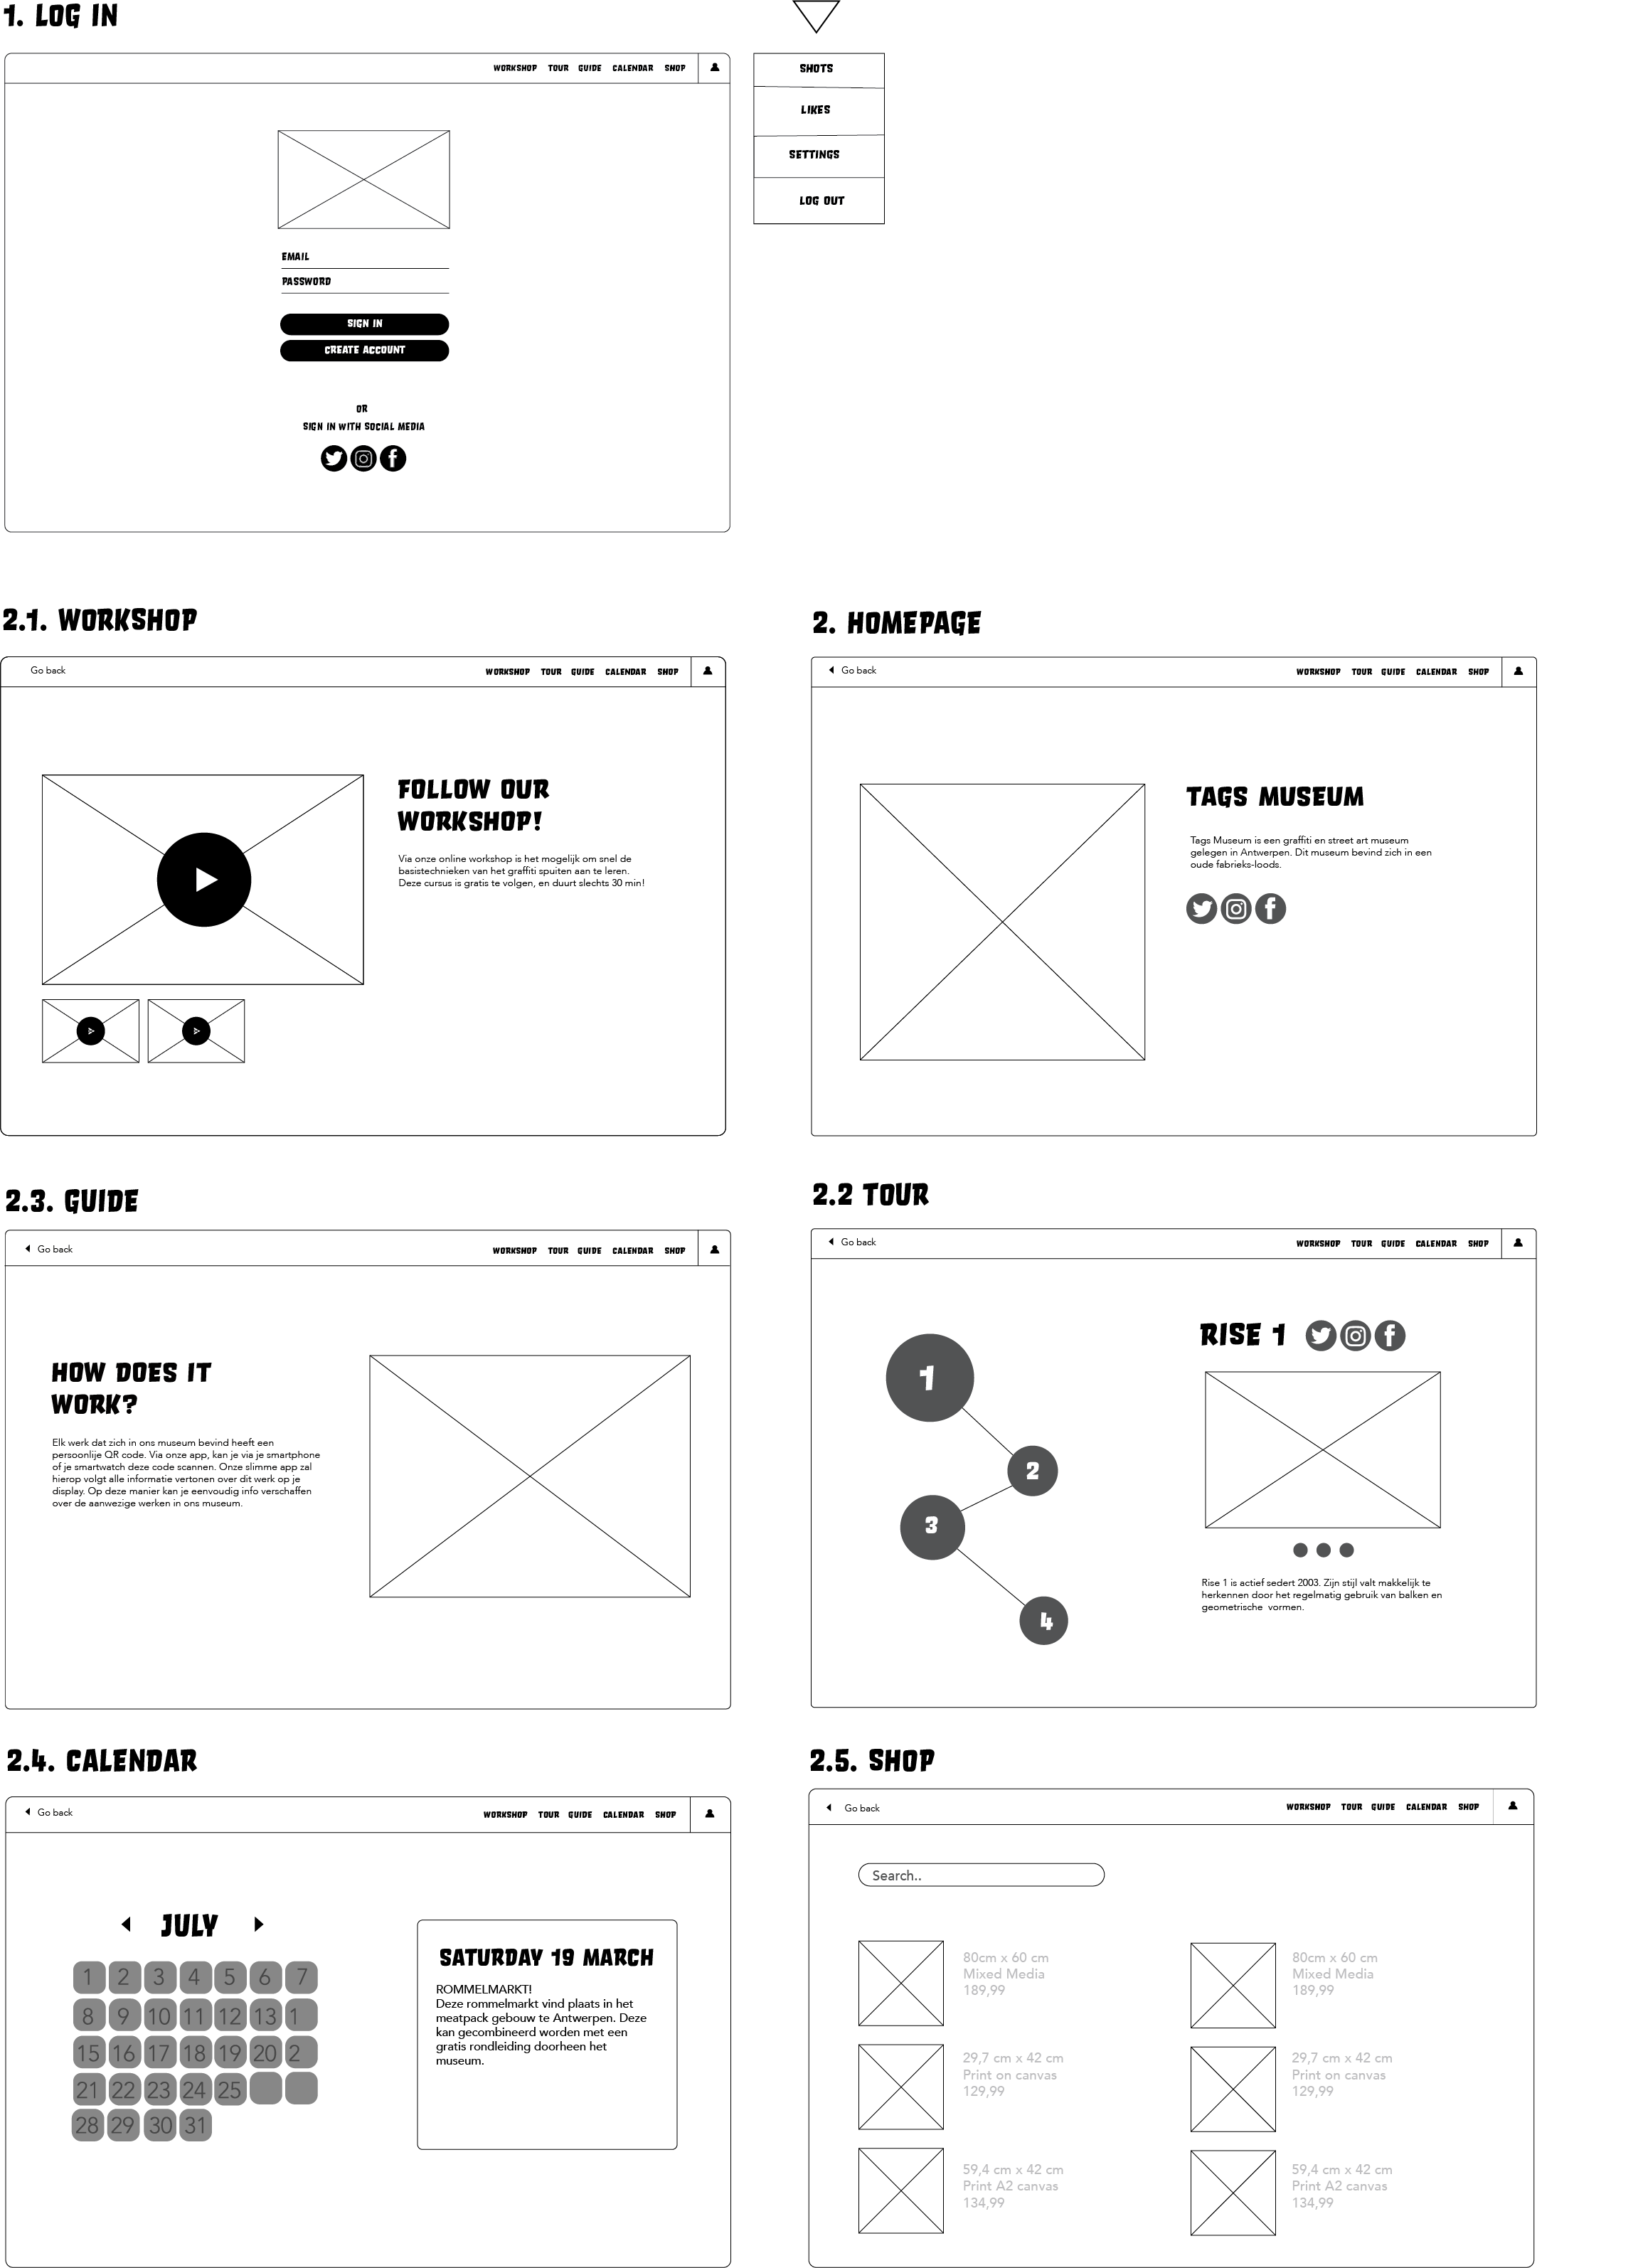 1. LOG IN
WORKSHOP TOUR GUIDE CALENDAR SHOP
EMAIL
PASSWORD
SIGN IN
CREATE ACCOUNT
OR
SIGN IN WITH SOCIAL MEDIA
SHOTS
LIKES
SETTINGS
LOG OUT
2.1. WORKSHOP
Go back
WORKSHOP TOUR GUIDE CALENDAR SHOP
FOLLOW OUR
WORKSHOP!
Via onze online workshop is het mogelijk om snel de
basistechnieken van het graffiti spuiten aan te leren.
Deze cursus is gratis te volgen, en duurt slechts 30 min!
2. HOMEPAGE
Go back
WORKSHOP TOUR GUIDE CALENDAR SHOP
TAGS MUSEUM
Tags Museum is een graffiti en street art museum
gelegen in Antwerpen. Dit museum bevind zich in een
oude fabrieks-loods.
2.3. GUIDE
Go back
WORKSHOP TOUR GUIDE CALENDAR SHOP
HOW DOES IT
WORK?
Elk werk dat zich in ons museum bevind heeft een
persoonlije QR code. Via onze app, kan je via je smartphone
of je smartwatch deze code scannen. Onze slimme app zal
hierop volgt alle informatie vertonen over dit werk op je
display. Op deze manier kan je eenvoudig info verschaffen
over de aanwezige werken in ons museum.
2.2 TOUR
Go back
WORKSHOP TOUR GUIDE CALENDAR SHOP
1
2
3
4
RISE 1
Rise 1 is actief sedert 2003. Zijn stijl valt makkelijk te
herkennen door het regelmatig gebruik van balken en
geometrische vormen.
2.4. CALENDAR
Go back
WORKSHOP TOUR GUIDE CALENDAR SHOP
JULY
1 2 3 4 5 6 7
8 9 10 11 12 13 1
15 16 17 18 19 20 2
21 22 23 24 25
28 29 30 31
SATURDAY 19 MARCH
ROMMELMARKT!
Deze rommelmarkt vind plaats in het
meatpack gebouw te Antwerpen. Deze
kan gecombineerd worden met een
gratis rondleiding doorheen het
museum.
2.5. SHOP
Go back
WORKSHOP TOUR GUIDE CALENDAR SHOP
Search..
80cm x 60 cm
Mixed Media
189,99
80cm x 60 cm
Mixed Media
189,99
29,7 cm x 42 cm
Print on canvas
129,99
29,7 cm x 42 cm
Print on canvas
129,99
59,4 cm x 42 cm
Print A2 canvas
134,99
59,4 cm x 42 cm
Print A2 canvas
134,99